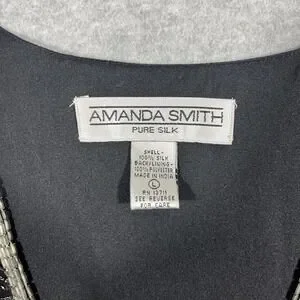 AMANDA SMITH
PURE SILK
SHELL-
100% SILK
BACK/LINING-
100% POLYESTER
MADE IN INDIA
L
RN 13711
SEE REVERSE
FOR CARE